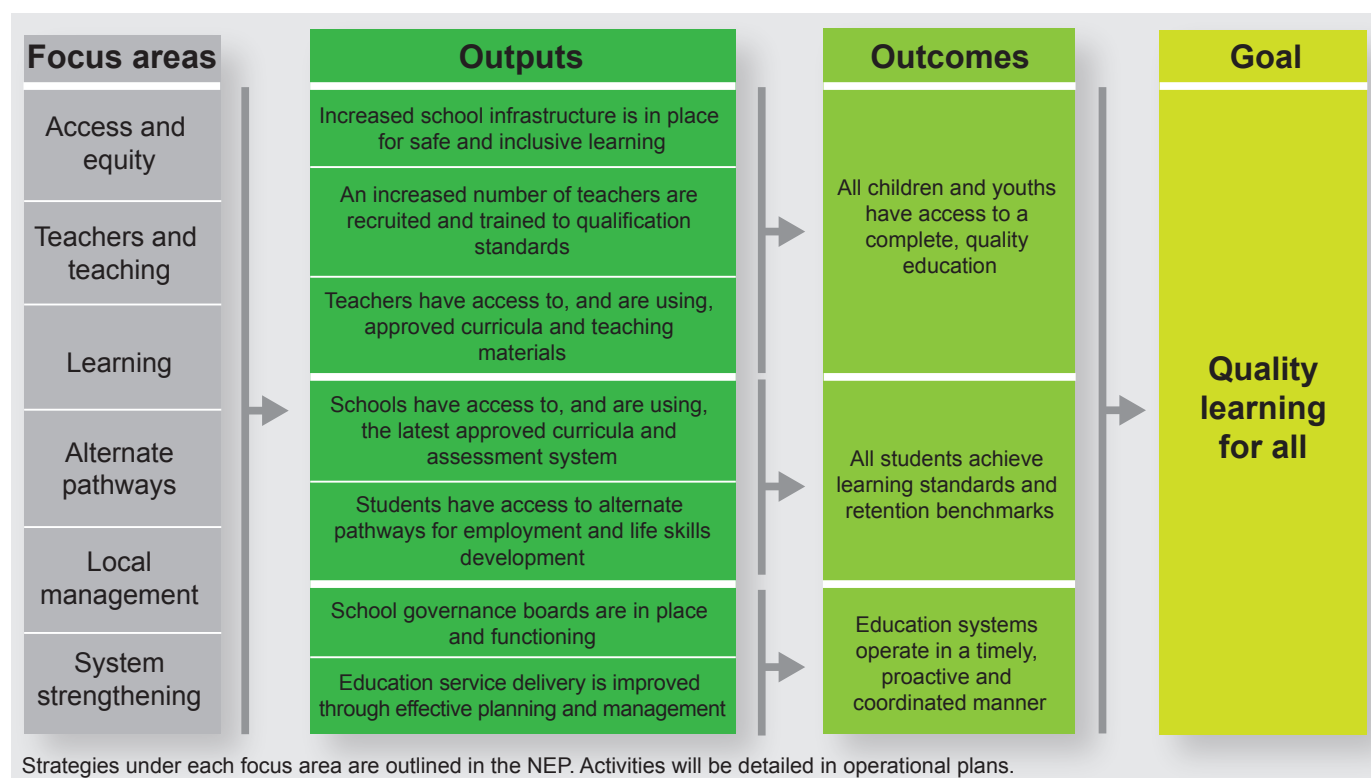 Focus areas
Access and
equity
Teachers and
teaching
Learning
Alternate
pathways
Local
management
System
strengthening
Outputs
Increased school infrastructure is in place
for safe and inclusive learning
An increased number of teachers are
recruited and trained to qualification
standards
Teachers have access to, and are using,
approved curricula and teaching
materials
Schools have access to, and are using,
the latest approved curricula and
assessment system
Students have access to alternate
pathways for employment and life skills
development
School governance boards are in place
and functioning
Education service delivery is improved
through effective planning and management
Outcomes
All children and youths
have access to a
complete, quality
education
All students achieve
learning standards and
retention benchmarks
Education systems
operate in a timely,
proactive and
coordinated manner
Goal
Quality
learning
for all
Strategies under each focus area are outlined in the NEP. Activities will be detailed in operational plans.